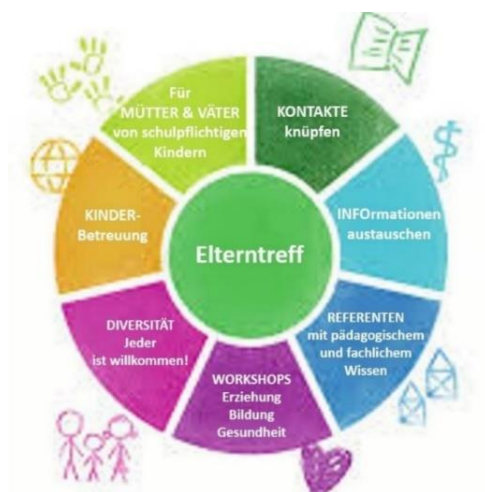 Für
MÜTTER & VÄTER
von schulpflichtigen
Kindern
KONTAKTE
knüpfen
INFOrmationen
austauschen
REFERENTEN
mit pädagogischem
und fachlichem
Wissen
WORKSHOPS
Erziehung
Bildung
Gesundheit
DIVERSITÄT
Jeder
ist willkommen!
KINDER-
Betreuung
Elterntreff